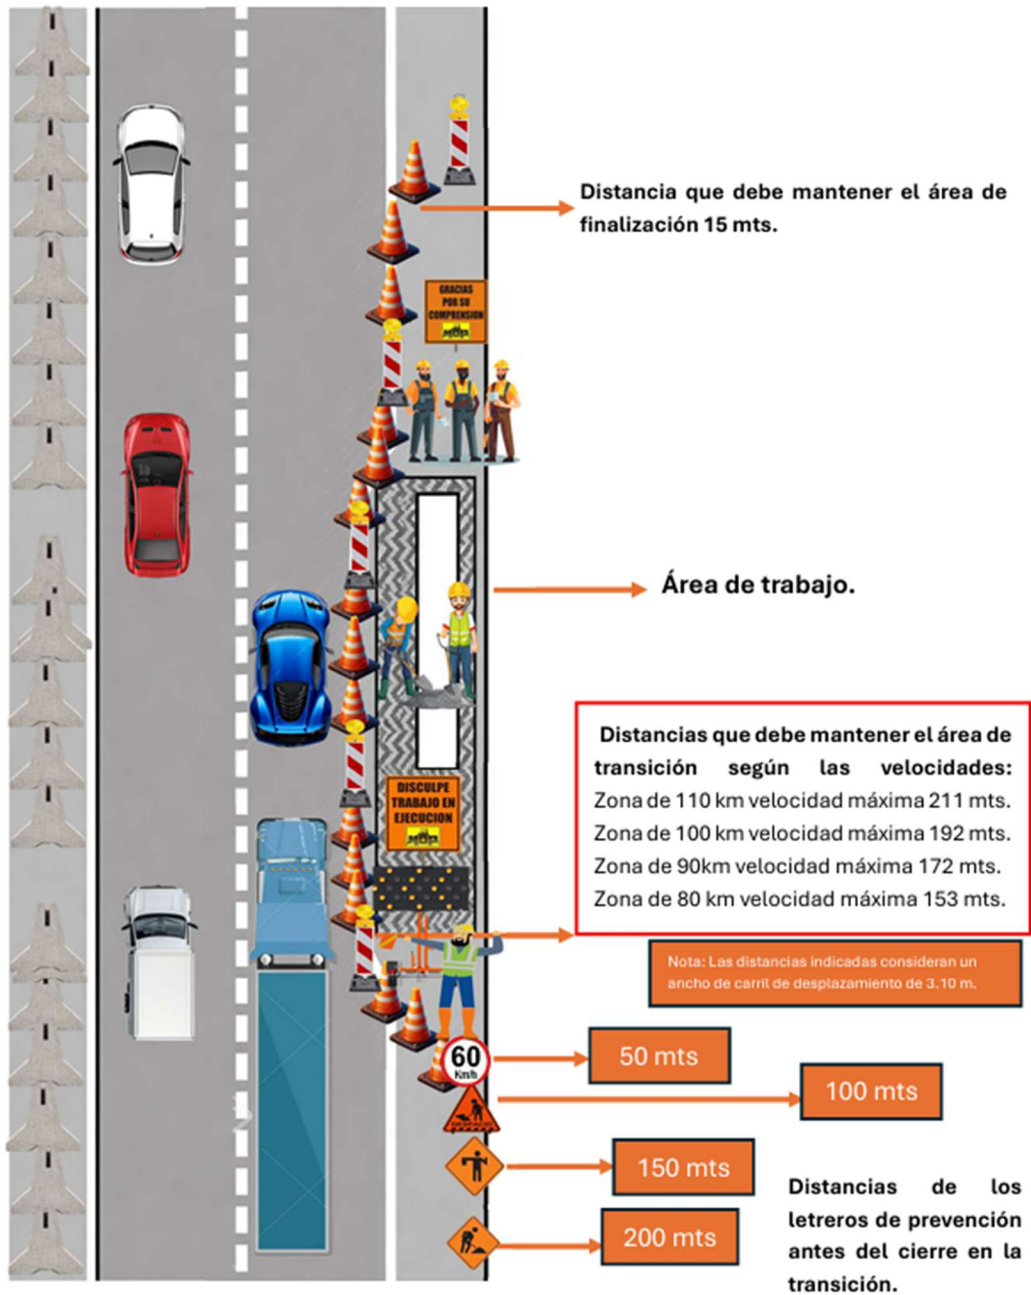 Distancia que debe mantener el área de
finalización 15 mts.
GRACIAS
POR SU
COMPRENSION
MOP
Área de trabajo.
Distancias que debe mantener el área de
transición según las velocidades:
Zona de 110 km velocidad máxima 211 mts.
Zona de 100 km velocidad máxima 192 mts.
Zona de 90km velocidad máxima 172 mts.
Zona de 80 km velocidad máxima 153 mts.
DISCULPE
TRABAJO EN
EJECUCION
MOP
Nota: Las distancias indicadas consideran un
ancho de carril de desplazamiento de 3.10 m.
60
Km/h
50 mts
100 mts
DESPACIO
150 mts
200 mts
Distancias de los
letreros de prevención
antes del cierre en la
transición.